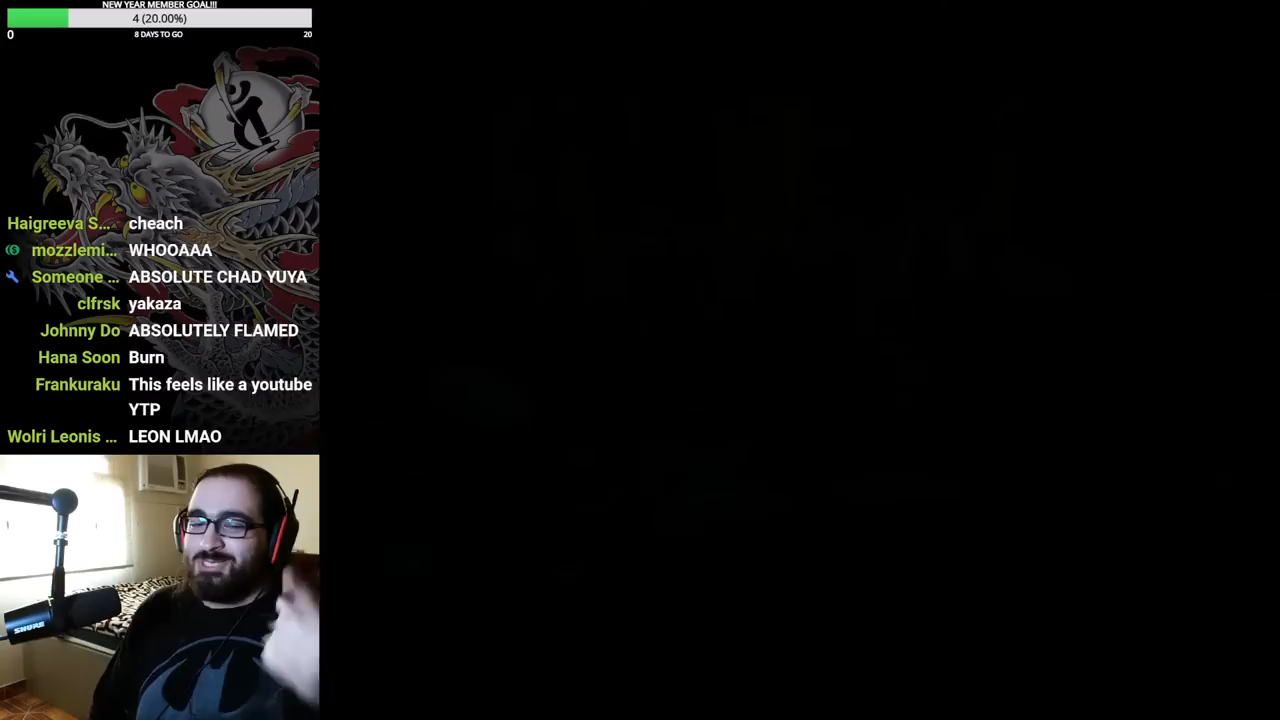 NEW YEAR MEMBER GOAL!!!
4 (20.00%)
0 8 DAYS TO GO 20
Haigreeva S... cheach
mozzlemi... WHOOAAA
Someone ... ABSOLUTE CHAD YUYA
clfrsk yakaza
Johnny Do ABSOLUTELY FLAMED
Hana Soon Burn
Frankuraku This feels like a youtube
YTP
Wolri Leonis ... LEON LMAO
SHURE